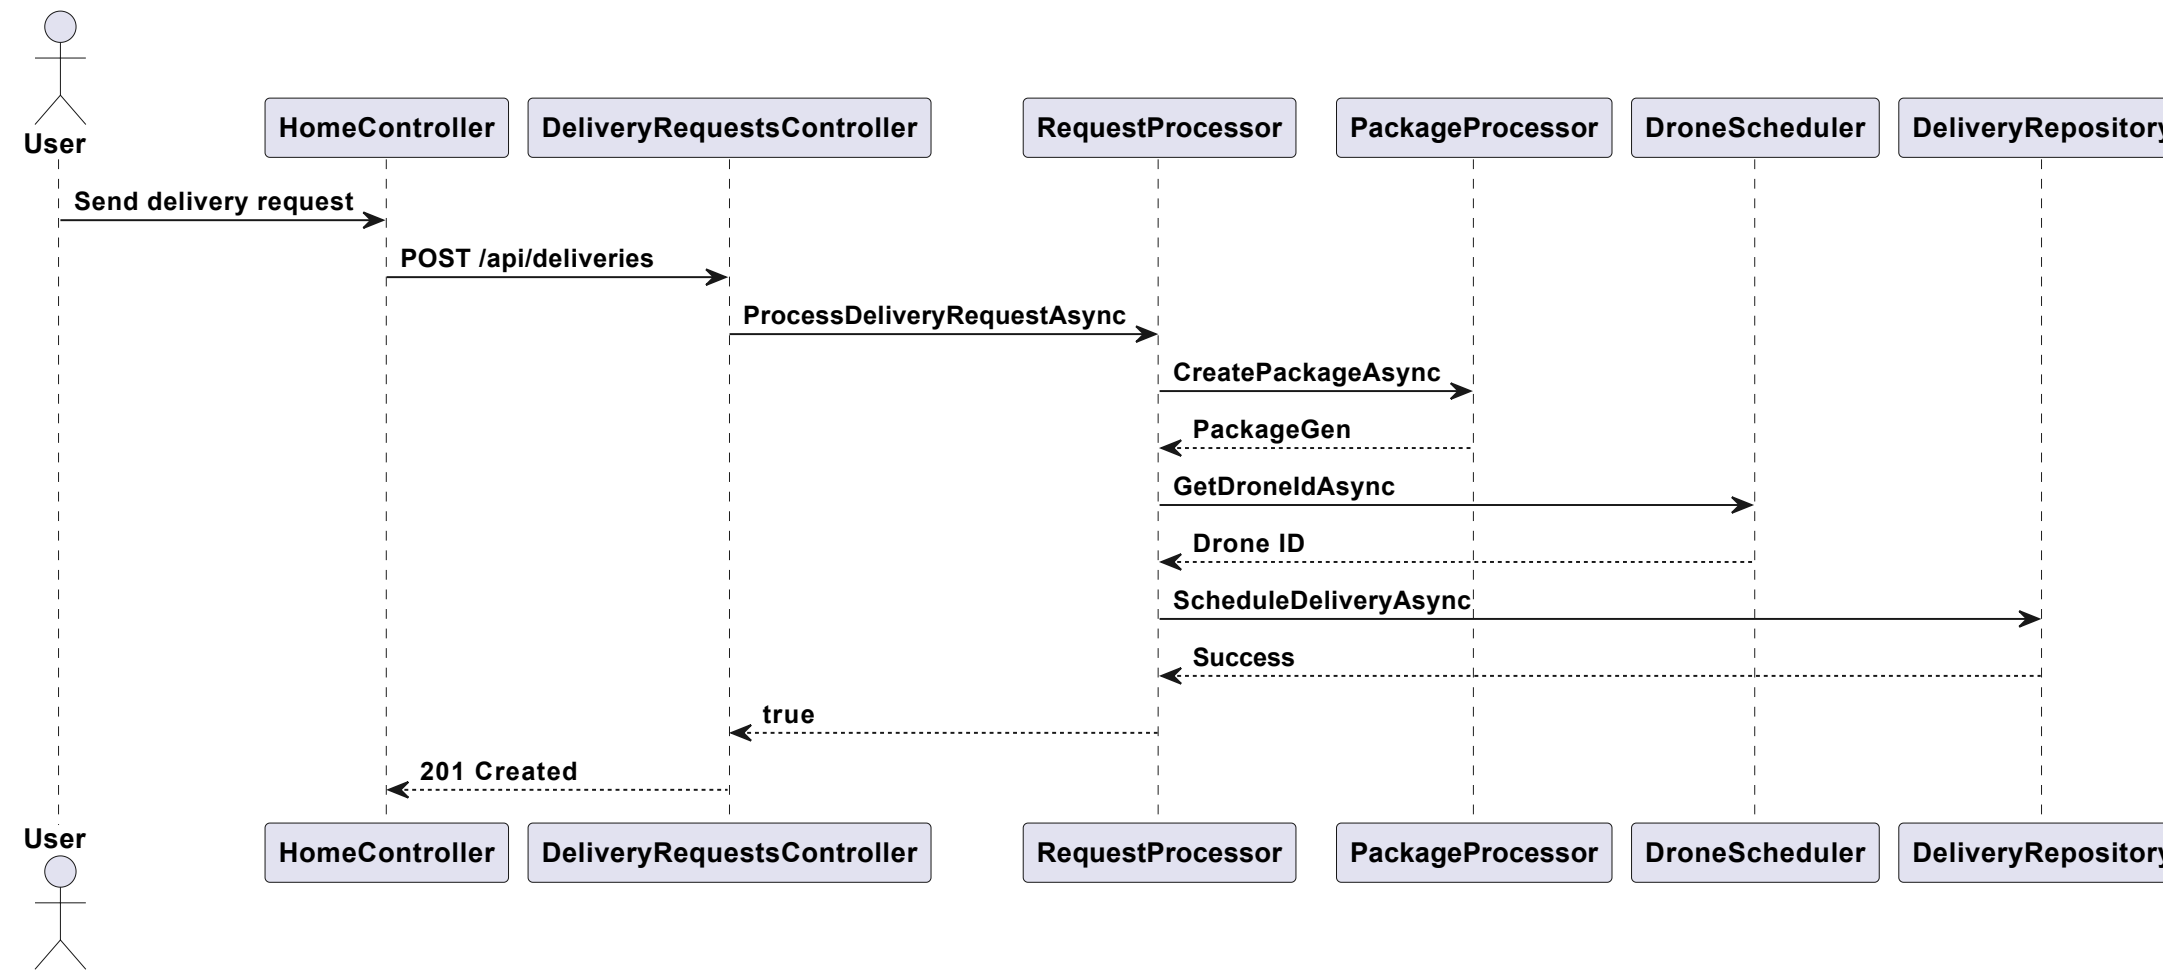 User
HomeController
DeliveryRequestsController
RequestProcessor
PackageProcessor
DroneScheduler
DeliveryRepository
Send delivery request
POST /api/deliveries
ProcessDeliveryRequestAsync
CreatePackageAsync
PackageGen
GetDroneIdAsync
Drone ID
ScheduleDeliveryAsync
Success
true
201 Created
User
HomeController
DeliveryRequestsController
RequestProcessor
PackageProcessor
DroneScheduler
DeliveryRepository